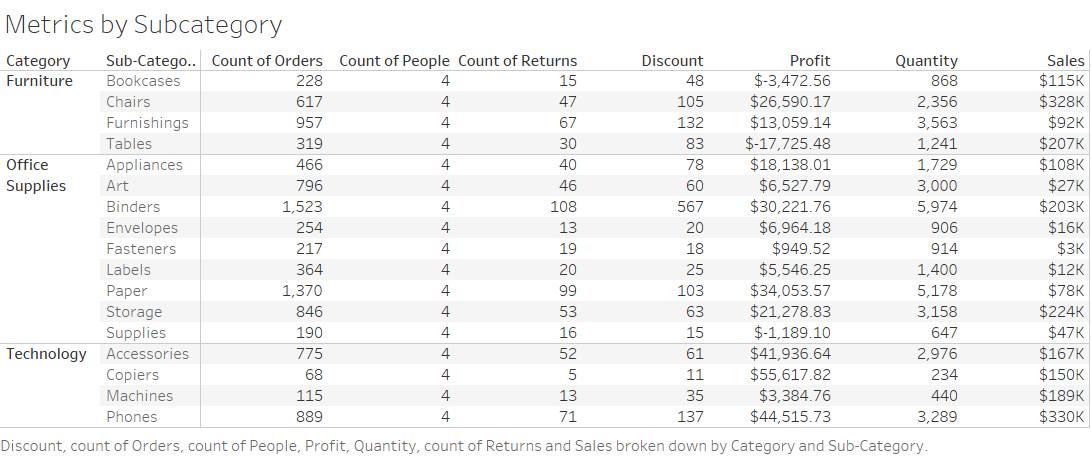 Metrics by Subcategory
Category Sub-Catego.. Count of Orders Count of People Count of Returns Discount Profit Quantity Sales
Furniture Bookcases 228 4 15 48 $-3,472.56 868 $115K
Chairs 617 4 47 105 $26,590.17 2,356 $328K
Furnishings 957 4 67 132 $13,059.14 3,563 $92K
Tables 319 4 30 83 $-17,725.48 1,241 $207K
Office Appliances 466 4 40 78 $18,138.01 1,729 $108K
Supplies Art 796 4 46 60 $6,527.79 3,000 $27K
Binders 1,523 4 108 567 $30,221.76 5,974 $203K
Envelopes 254 4 13 20 $6,964.18 906 $16K
Fasteners 217 4 19 18 $949.52 914 $3K
Labels 364 4 20 25 $5,546.25 1,400 $12K
Paper 1,370 4 99 103 $34,053.57 5,178 $78K
Storage 846 4 53 63 $21,278.83 3,158 $224K
Supplies 190 4 16 15 $-1,189.10 647 $47K
Technology Accessories 775 4 52 61 $41,936.64 2,976 $167K
Copiers 68 4 5 11 $55,617.82 234 $150K
Machines 115 4 13 35 $3,384.76 440 $189K
Phones 889 4 71 137 $44,515.73 3,289 $330K
Discount, count of Orders, count of People, Profit, Quantity, count of Returns and Sales broken down by Category and Sub-Category.